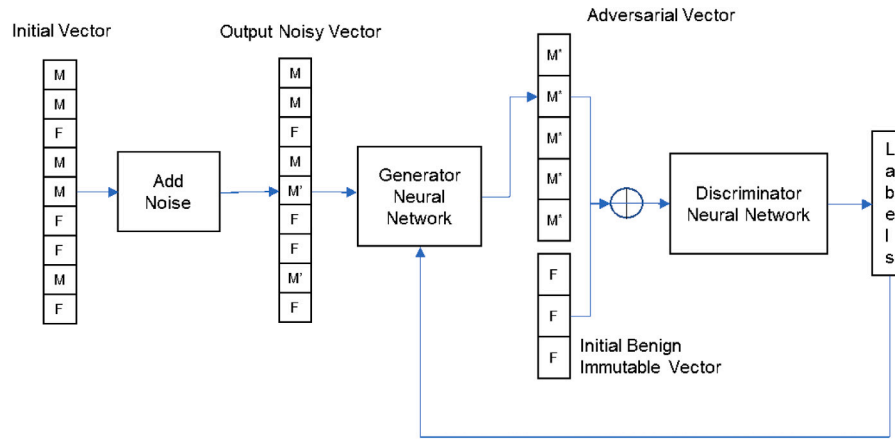 Initial Vector
Output Noisy Vector
Adversarial Vector
M
M
F
M
M
F
F
M
F
Add
Noise
M
M
F
M
M'
F
F
M'
F
Generator
Neural
Network
M*
M*
M*
M*
M*
F
F
F
Initial Benign
Immutable Vector
Discriminator
Neural Network
L
a
b
e
l
s